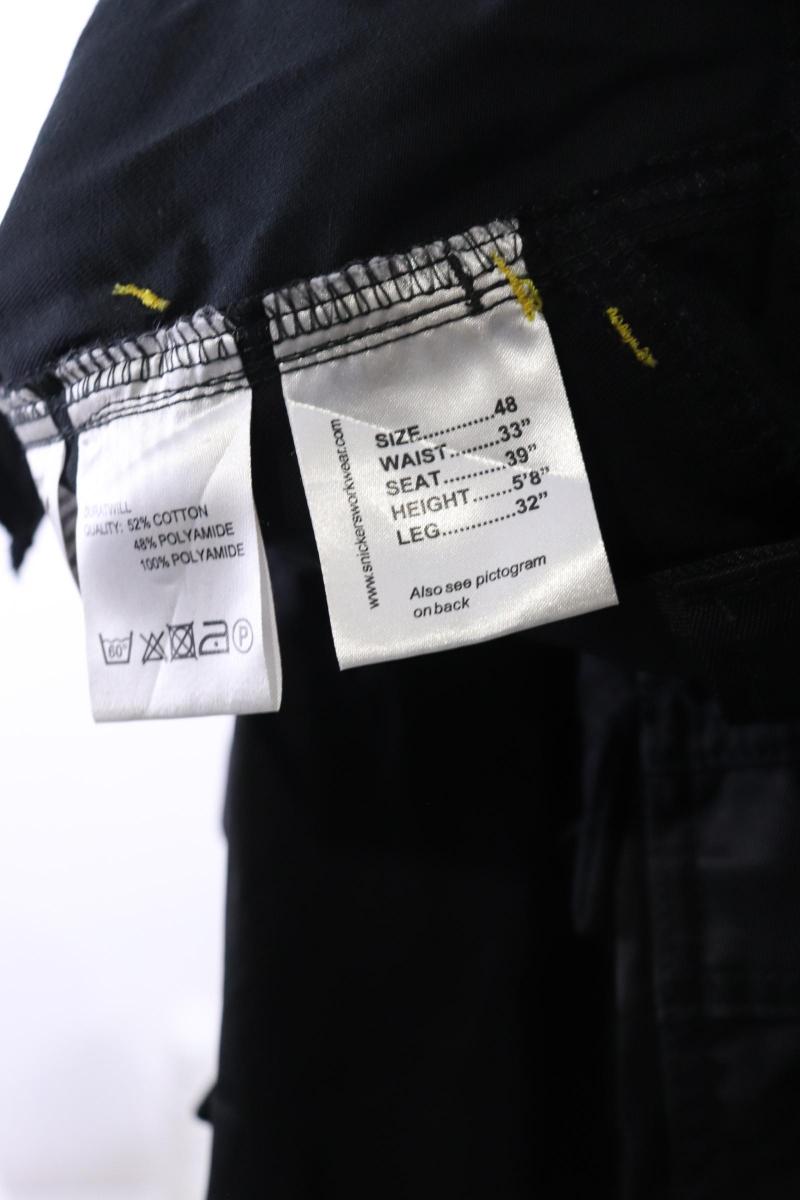 DURATWILL
QUALITY: 52% COTTON
48% POLYAMIDE
100% POLYAMIDE
60°
P
www.snickersworkwear.com
SIZE............48
WAIST........33”
SEAT..........39”
HEIGHT.......5’8”
LEG.............32”
Also see pictogram
on back